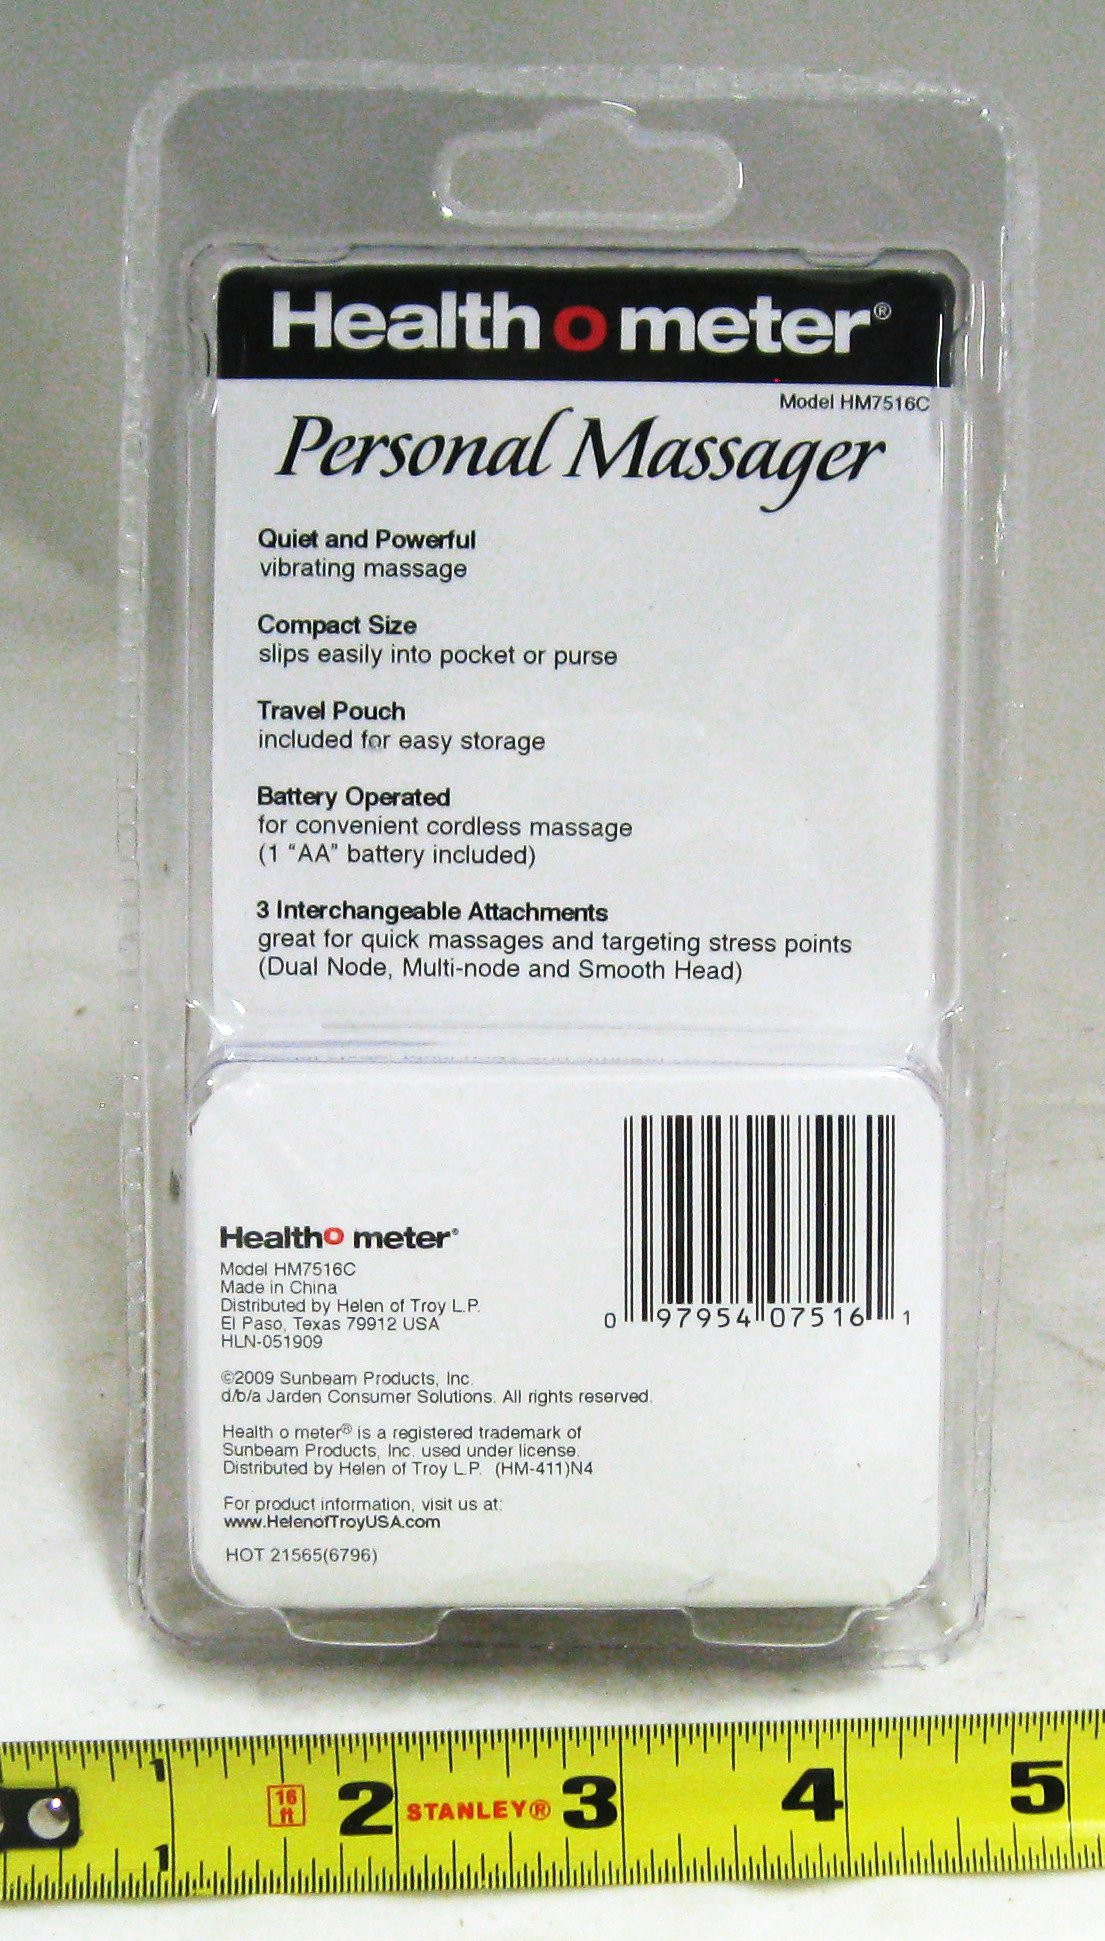 Health o meter®
Model HM7516C
Personal Massager
Quiet and Powerful
vibrating massage
Compact Size
slips easily into pocket or purse
Travel Pouch
included for easy storage
Battery Operated
for convenient cordless massage
(1 "AA" battery included)
3 Interchangeable Attachments
great for quick massages and targeting stress points
(Dual Node, Multi-node and Smooth Head)
0 97954 07516 1
Health o meter®
Model HM7516C
Made in China
Distributed by Helen of Troy L.P.
El Paso, Texas 79912 USA
HLN-051909
©2009 Sunbeam Products, Inc.
d/b/a Jarden Consumer Solutions. All rights reserved.
Health o meter® is a registered trademark of
Sunbeam Products, Inc. used under license.
Distributed by Helen of Troy L.P. (HM-411)N4
For product information, visit us at:
www.HelenofTroyUSA.com
HOT 21565(6796)
1 16 ft 2 STANLEY® 3 4 5
1